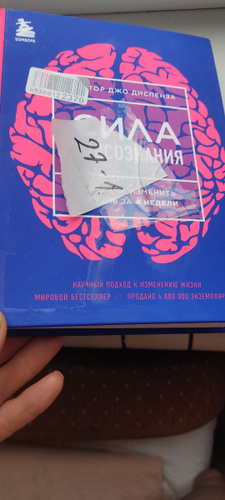 БОМБОРА
ТОР ДЖО ДИСПЕНЗА
СИЛА
СОЗНАНИЯ
27.1
ИЗМЕНИТЬ
ЗА 4 НЕДЕЛИ
НАУЧНЫЙ ПОДХОД К ИЗМЕНЕНИЮ ЖИЗНИ
МИРОВОЙ БЕСТСЕЛЛЕР // ПРОДАНО 4 000 000 ЭКЗЕМПЛЯР